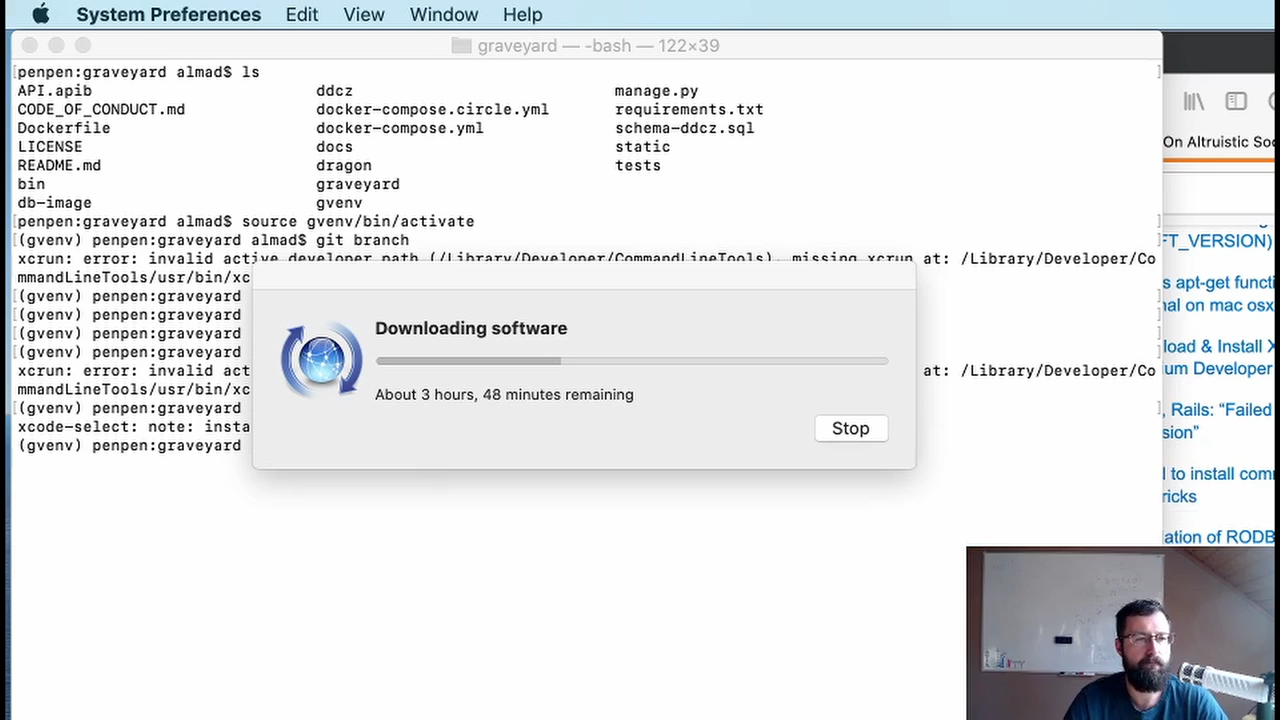 System Preferences Edit View Window Help
graveyard — -bash — 122×39
[penpen:graveyard almad$ ls ]
API.apib ddcz manage.py
CODE_OF_CONDUCT.md docker-compose.circle.yml requirements.txt
Dockerfile docker-compose.yml schema-ddcz.sql
LICENSE docs static
README.md dragon tests
bin graveyard
db-image gvenv
[penpen:graveyard almad$ source gvenv/bin/activate ]
[(gvenv) penpen:graveyard almad$ git branch ]
xcrun: error: invalid active developer path (/Library/Developer/CommandLineTools), missing xcrun at: /Library/Developer/Co
mmandLineTools/usr/bin/xc
[(gvenv) penpen:graveyard ]
[(gvenv) penpen:graveyard ]
[(gvenv) penpen:graveyard ]
[(gvenv) penpen:graveyard ]
xcrun: error: invalid act at: /Library/Developer/Co
mmandLineTools/usr/bin/xc
[(gvenv) penpen:graveyard ]
xcode-select: note: insta
(gvenv) penpen:graveyard
Downloading software
About 3 hours, 48 minutes remaining
Stop
On Altruistic Soc
FT_VERSION)
s apt-get functi
nal on mac osx
load & Install X
um Developer
, Rails: “Failed
sion”
l to install com
ricks
ation of RODB